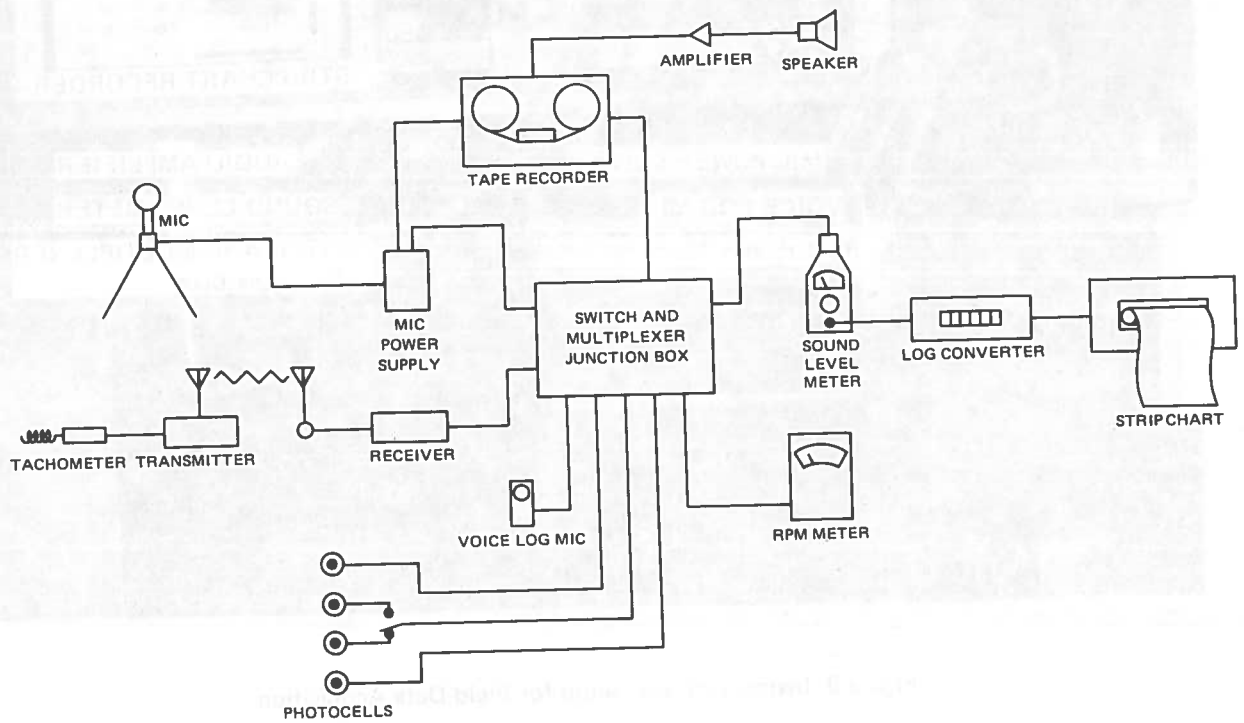 AMPLIFIER
SPEAKER
TAPE RECORDER
MIC
MIC
POWER
SUPPLY
SWITCH AND
MULTIPLEXER
JUNCTION BOX
SOUND
LEVEL
METER
LOG CONVERTER
STRIPCHART
TACHOMETER
TRANSMITTER
RECEIVER
VOICE LOG MIC
RPM METER
PHOTOCELLS